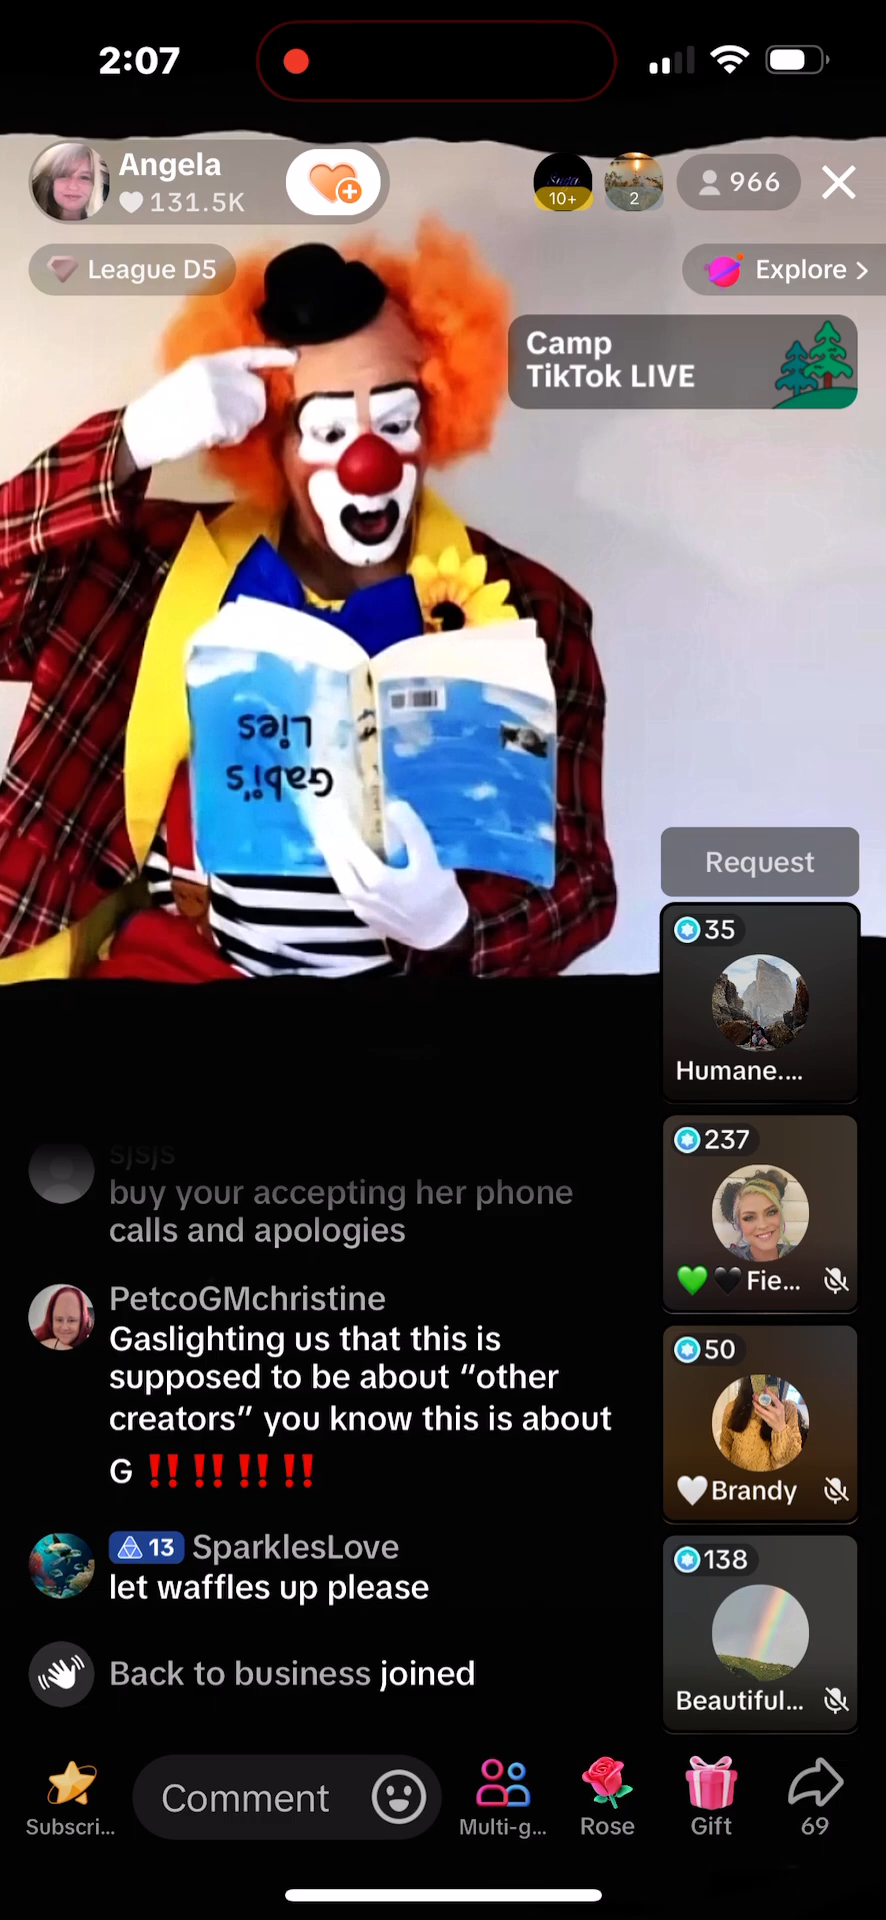 2:07
Angela
131.5K
10+
2
966
League D5
Explore >
Camp
TikTok LIVE
Gabi's
Lies
Request
35
Humane....
sjsjs
buy your accepting her phone
calls and apologies
237
💚🖤Fie...
PetcoGMchristine
Gaslighting us that this is
supposed to be about “other
creators” you know this is about
G ‼️‼️‼️‼️
50
🤍Brandy
13 SparklesLove
let waffles up please
138
Beautiful...
Back to business joined
Subscri...
Comment
Multi-g...
Rose
Gift
69